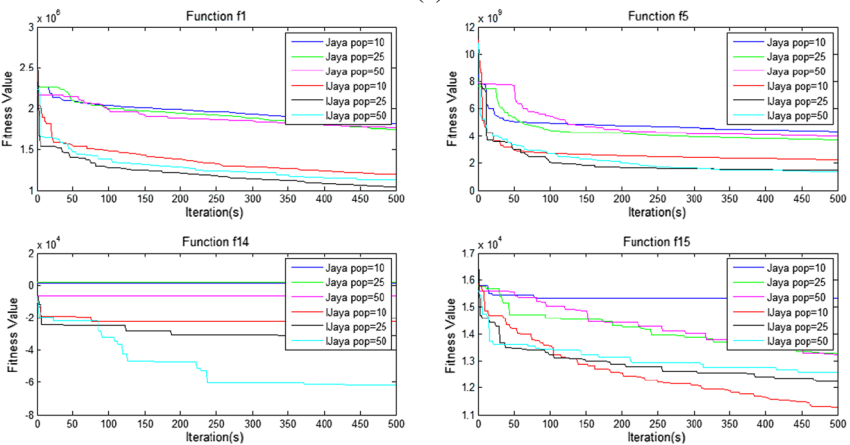 Function f1
x 10^6
3
2.5
2
1.5
1
Fitness Value
0 50 100 150 200 250 300 350 400 450 500
Iteration(s)
Jaya pop=10
Jaya pop=25
Jaya pop=50
IJaya pop=10
IJaya pop=25
IJaya pop=50
Function f5
x 10^9
12
10
8
6
4
2
0
Fitness Value
0 50 100 150 200 250 300 350 400 450 500
Iteration(s)
Jaya pop=10
Jaya pop=25
Jaya pop=50
IJaya pop=10
IJaya pop=25
IJaya pop=50
Function f14
x 10^4
2
0
-2
-4
-6
-8
Fitness Value
0 50 100 150 200 250 300 350 400 450 500
Iteration(s)
Jaya pop=10
Jaya pop=25
Jaya pop=50
IJaya pop=10
IJaya pop=25
IJaya pop=50
Function f15
x 10^4
1.7
1.6
1.5
1.4
1.3
1.2
1.1
Fitness Value
0 50 100 150 200 250 300 350 400 450 500
Iteration(s)
Jaya pop=10
Jaya pop=25
Jaya pop=50
IJaya pop=10
IJaya pop=25
IJaya pop=50